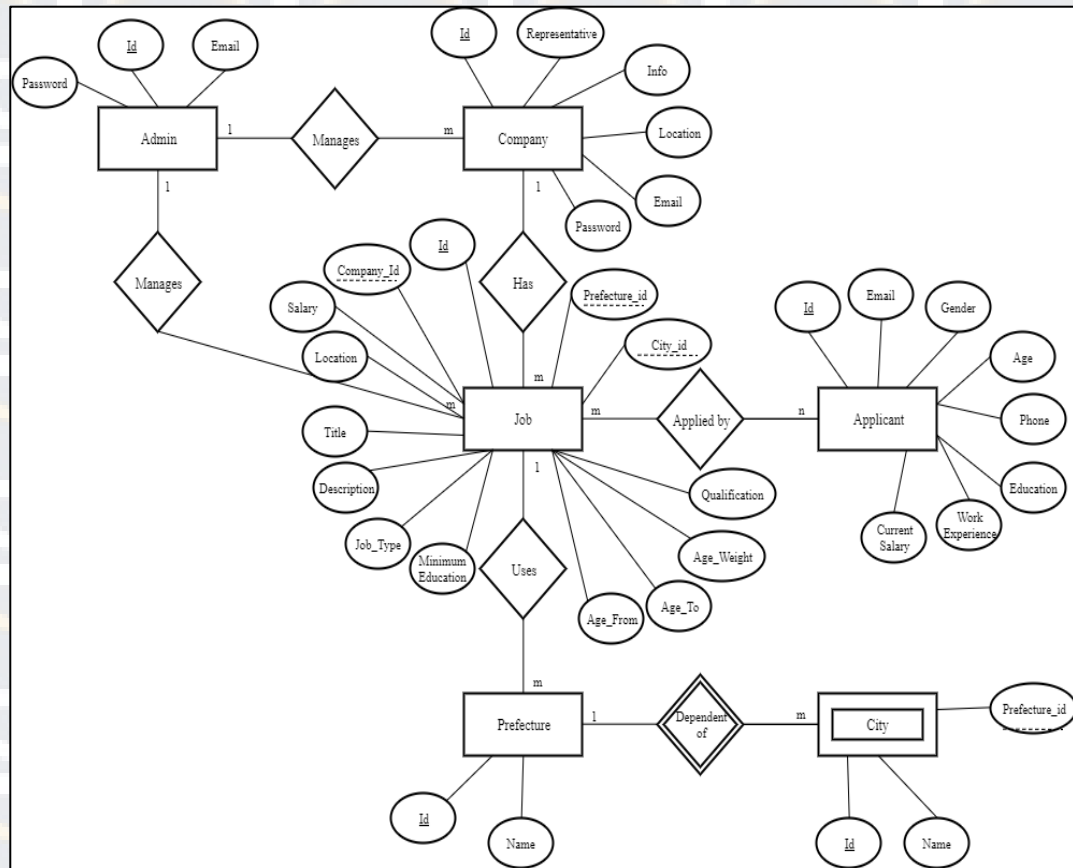 Id
Email
Password
Admin
1
Manages
m
Id
Representative
Info
Company
Location
Email
Password
1
1
Manages
Has
Id
Company_Id
Salary
Location
Prefecture_id
City_id
m
m
Job
m
Applied by
n
Applicant
Id
Email
Gender
Age
Phone
Education
Work
Experience
Current
Salary
Title
Description
Job_Type
Minimum
Education
1
Qualification
Age_Weight
Age_To
Age_From
Uses
m
Prefecture
1
Dependent
of
m
City
Prefecture_id
Id
Name
Id
Name